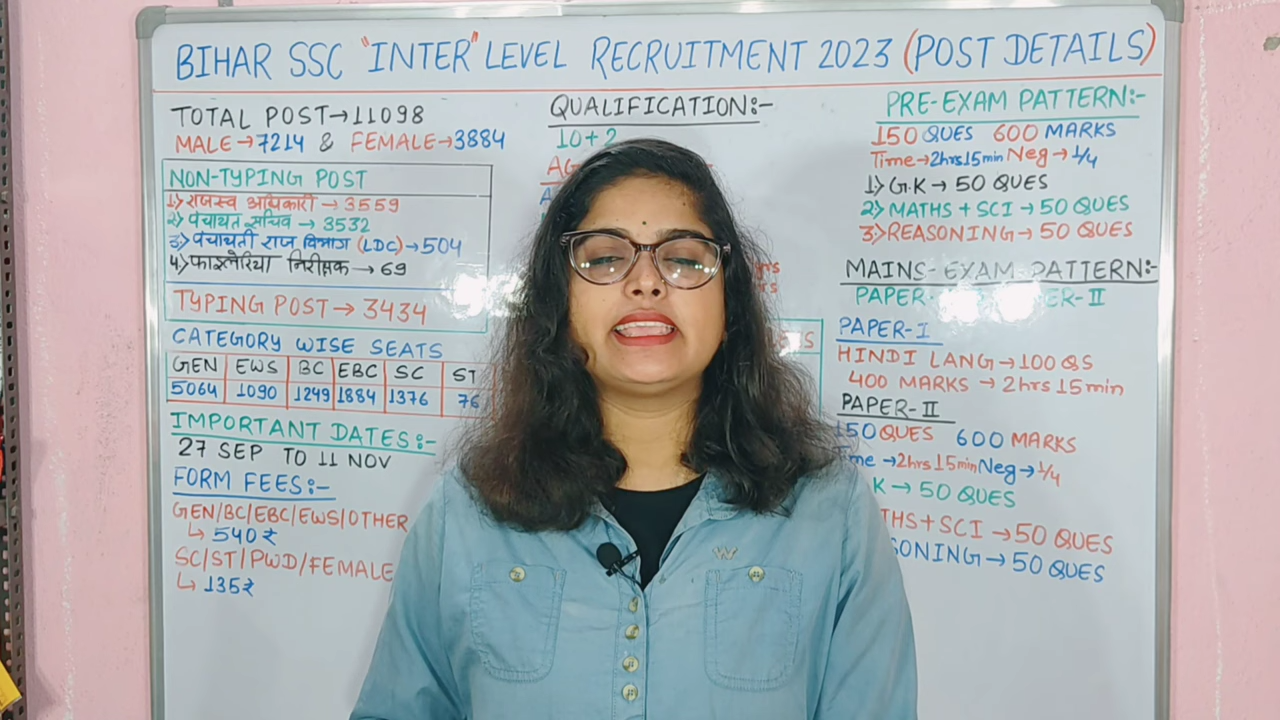 BIHAR SSC "INTER" LEVEL RECRUITMENT 2023 (POST DETAILS)
TOTAL POST→11098
MALE→7214 & FEMALE→3884
NON-TYPING POST
1) राजस्व अधिकारी → 3559
2) पंचायत सचिव → 3532
3) पंचायती राज विभाग (LDC)→504
4) फाइलेरिया निरीक्षक → 69
TYPING POST → 3434
CATEGORY WISE SEATS
GEN EWS BC EBC SC ST
5064 1090 1249 1884 1376 76
IMPORTANT DATES:-
27 SEP TO 11 NOV
FORM FEES:-
GEN/BC/EBC/EWS/OTHER
↳ 540₹
SC/ST/PWD/FEMALE
↳ 135₹
QUALIFICATION:-
10+2
PRE-EXAM PATTERN:-
150 QUES 600 MARKS
Time→2hrs15min Neg→1/4
1) G.K → 50 QUES
2) MATHS + SCI → 50 QUES
3) REASONING → 50 QUES
MAINS-EXAM PATTERN:-
PAPER- ER-II
PAPER-I
HINDI LANG→100 QS
400 MARKS → 2hrs 15min
PAPER-II
150 QUES 600 MARKS
me →2hrs15min Neg→1/4
K → 50 QUES
THS+SCI →50 QUES
SONING → 50 QUES
W